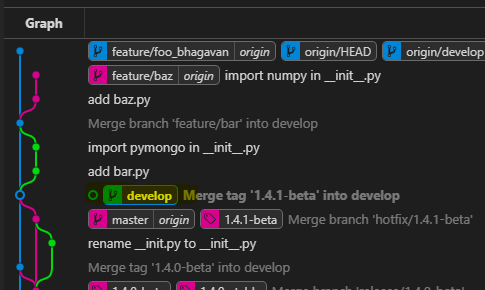 Graph
feature/foo_bhagavan origin origin/HEAD origin/develop
feature/baz origin import numpy in __init__.py
add baz.py
Merge branch 'feature/bar' into develop
import pymongo in __init__.py
add bar.py
develop Merge tag '1.4.1-beta' into develop
master origin 1.4.1-beta Merge branch 'hotfix/1.4.1-beta'
rename __init.py to __init__.py
Merge tag '1.4.0-beta' into develop